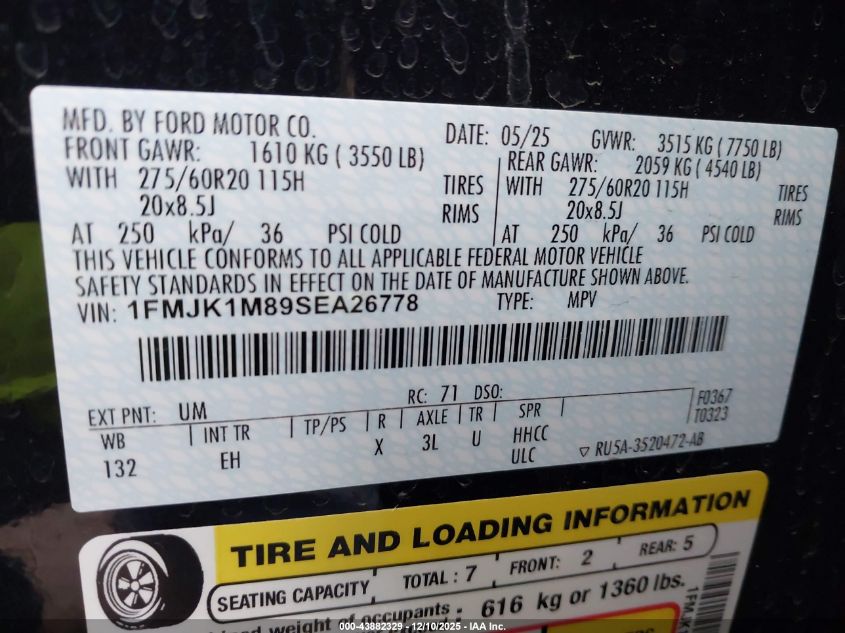 MFD. BY FORD MOTOR CO.
DATE: 05/25 GVWR: 3515 KG ( 7750 LB)
FRONT GAWR: 1610 KG ( 3550 LB)
REAR GAWR: 2059 KG ( 4540 LB)
WITH 275/60R20 115H TIRES
WITH 275/60R20 115H TIRES
20x8.5J RIMS
20x8.5J RIMS
AT 250 kPa/ 36 PSI COLD
AT 250 kPa/ 36 PSI COLD
THIS VEHICLE CONFORMS TO ALL APPLICABLE FEDERAL MOTOR VEHICLE
SAFETY STANDARDS IN EFFECT ON THE DATE OF MANUFACTURE SHOWN ABOVE.
VIN: 1FMJK1M89SEA26778 TYPE: MPV
EXT PNT: UM RC: 71 DSO: F0367
T0323
WB INT TR TP/PS R AXLE TR SPR
132 EH X 3L U HHCC
ULC RU5A-3520472-AB
TIRE AND LOADING INFORMATION
SEATING CAPACITY TOTAL : 7 FRONT: 2 REAR: 5
weight of occupants : 616 kg or 1360 lbs.
000-43882329 - 12/10/2025 - IAA Inc.